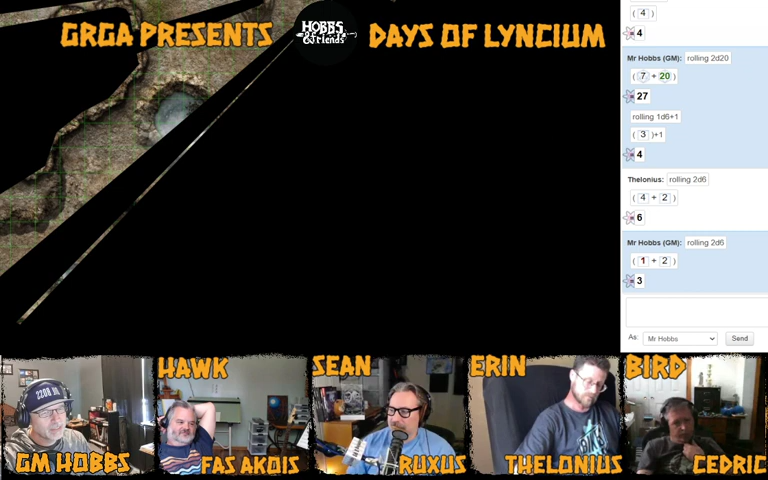 GRGA PRESENTS
HOBBS
& Friends
DAYS OF LYNCIUM
( 4 )
4
Mr Hobbs (GM): rolling 2d20
( 7 + 20 )
27
rolling 1d6+1
( 3 )+1
4
Thelonius: rolling 2d6
( 4 + 2 )
6
Mr Hobbs (GM): rolling 2d6
( 1 + 2 )
3
As: Mr Hobbs Send
HAWK
SEAN
ERIN
BIRD
GM HOBBS
FAS AKOIS
RUXUS
THELONIUS
CEDRIC